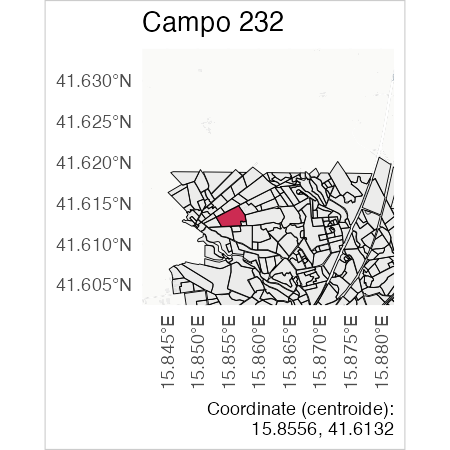 Campo 232
41.630°N
41.625°N
41.620°N
41.615°N
41.610°N
41.605°N
15.845°E
15.850°E
15.855°E
15.860°E
15.865°E
15.870°E
15.875°E
15.880°E
Coordinate (centroide):
15.8556, 41.6132